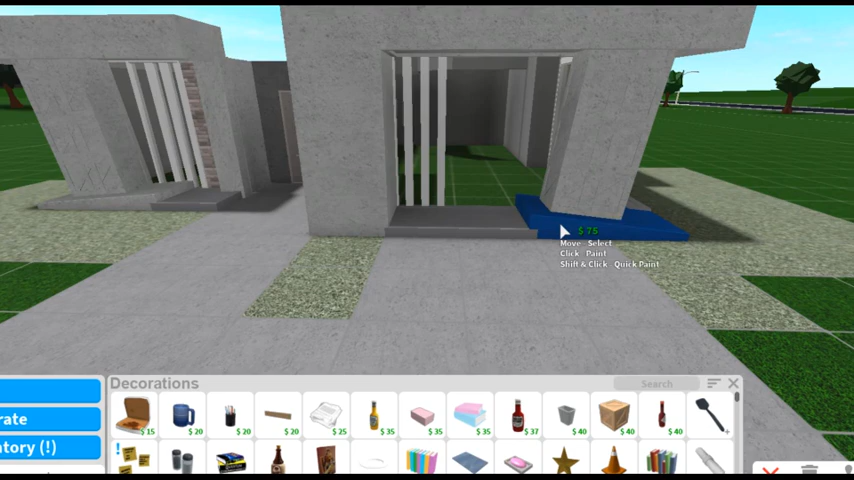 $ 75
Move - Select
Click - Paint
Shift & Click - Quick Paint
Decorations
Search
rate
ntory (!)
$ 15
$ 20
$ 20
$ 20
$ 25
$ 35
$ 35
$ 35
$ 37
$ 40
$ 40
$ 40